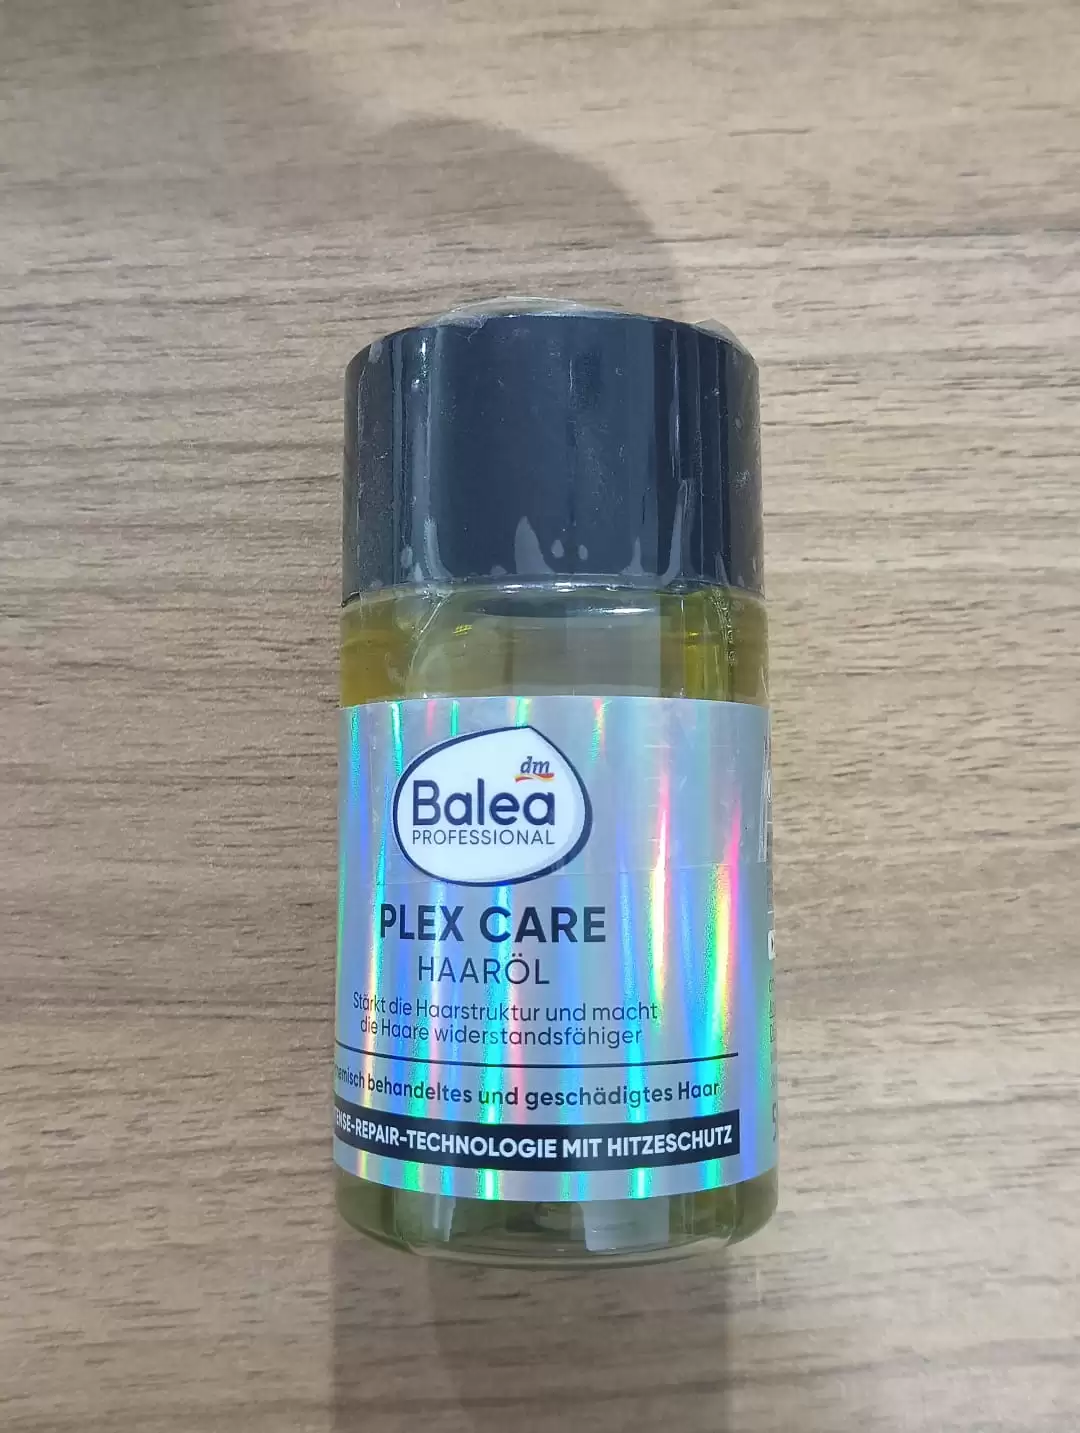 dm
Balea
PROFESSIONAL
PLEX CARE
HAARÖL
Stärkt die Haarstruktur und macht
die Haare widerstandsfähiger
behandeltes und geschädigtes Haar
REPAIR-TECHNOLOGIE MIT HITZESCHUTZ